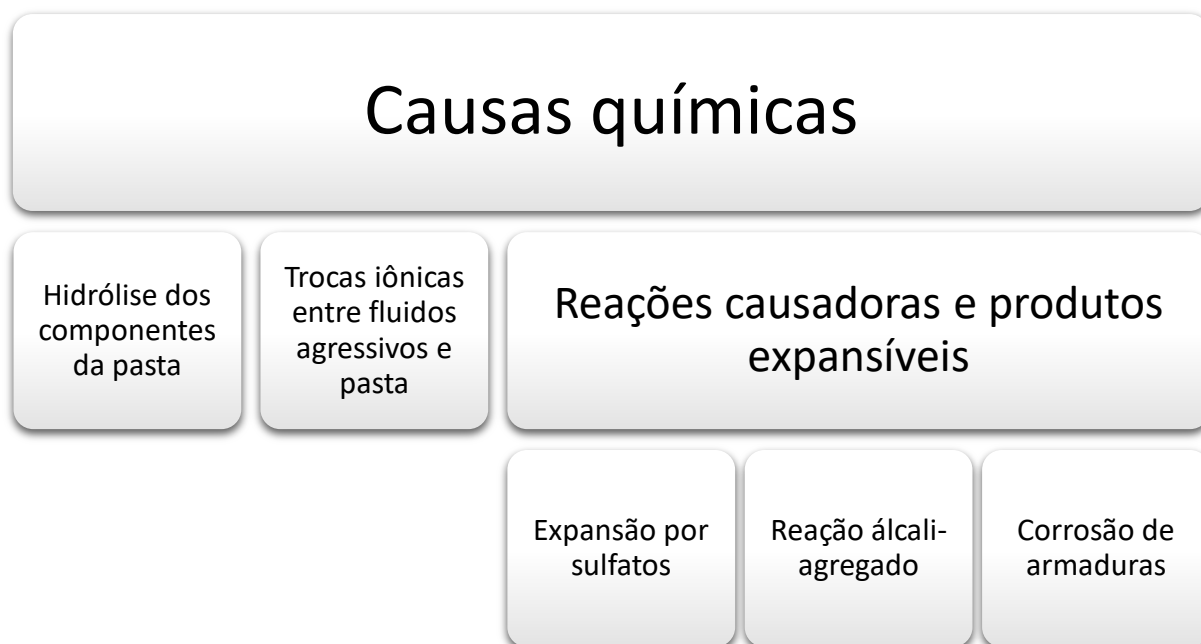 Causas químicas
Hidrólise dos
componentes
da pasta
Trocas iônicas
entre fluidos
agressivos e
pasta
Reações causadoras e produtos
expansíveis
Expansão por
sulfatos
Reação álcali-
agregado
Corrosão de
armaduras